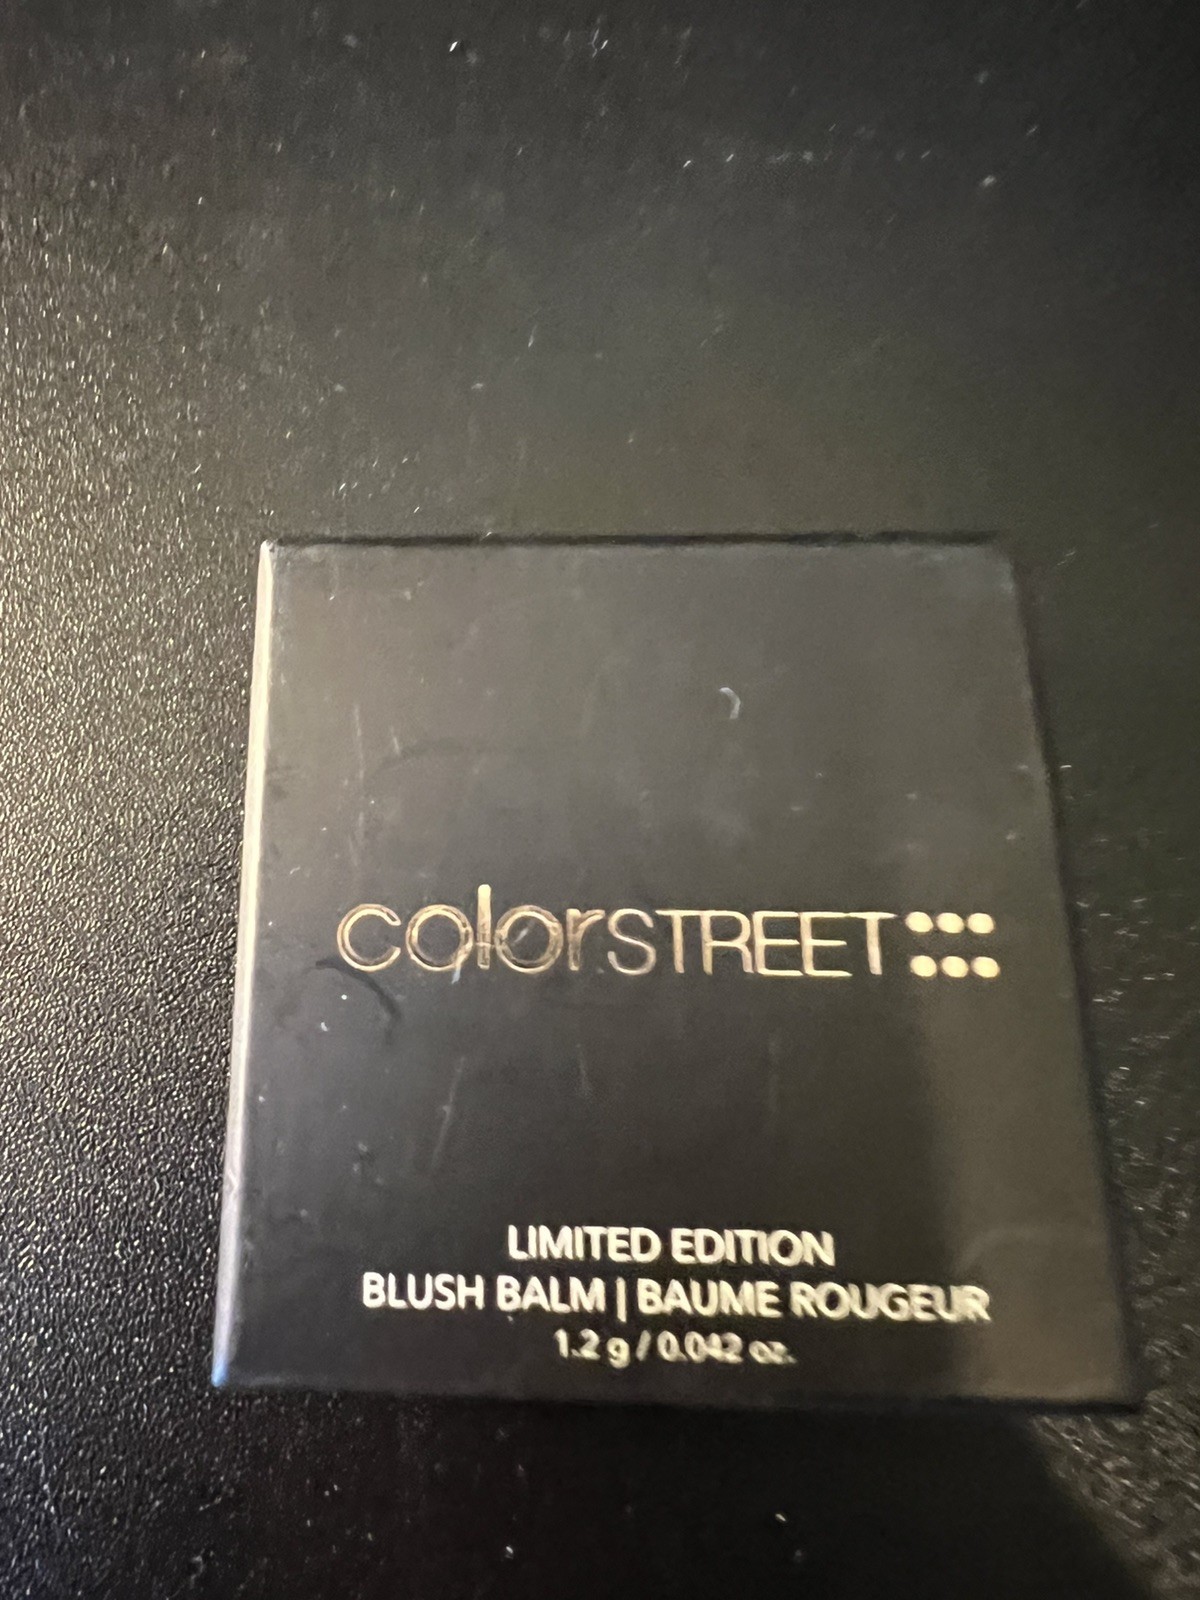 colorSTREET
LIMITED EDITION
BLUSH BALM | BAUME ROUGEUR
1.2 g / 0.042 oz.